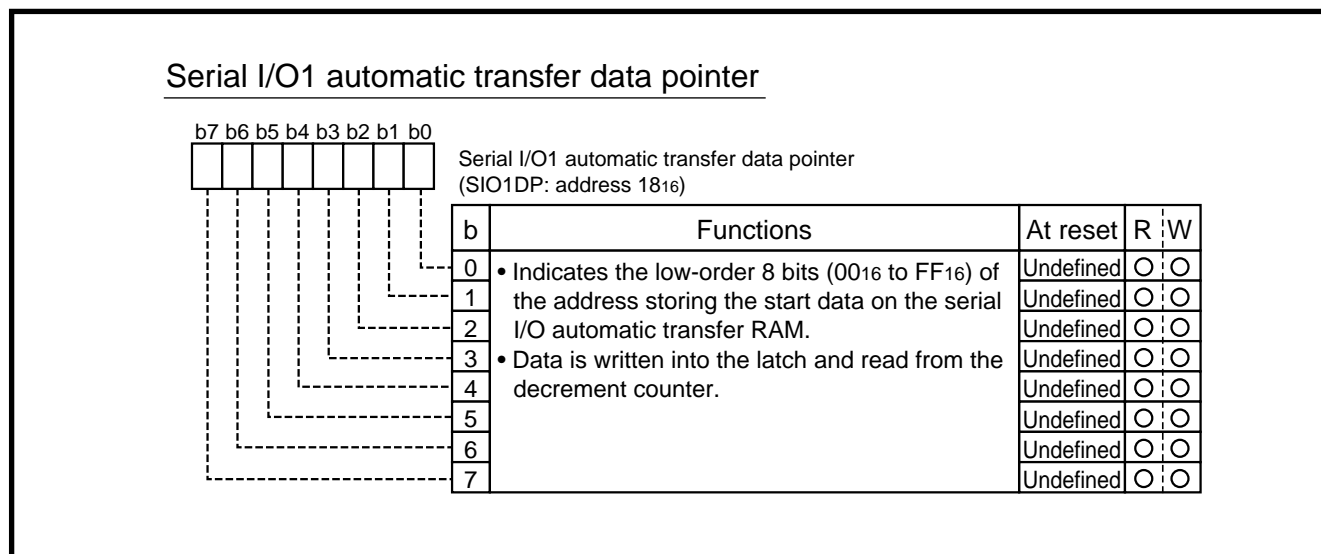 Serial I/O1 automatic transfer data pointer
b7 b6 b5 b4 b3 b2 b1 b0
Serial I/O1 automatic transfer data pointer
(SIO1DP: address 1816)
b Functions At reset R W
0 • Indicates the low-order 8 bits (0016 to FF16) of Undefined O O
1 the address storing the start data on the serial Undefined O O
2 I/O automatic transfer RAM. Undefined O O
3 • Data is written into the latch and read from the Undefined O O
4 decrement counter. Undefined O O
5 Undefined O O
6 Undefined O O
7 Undefined O O